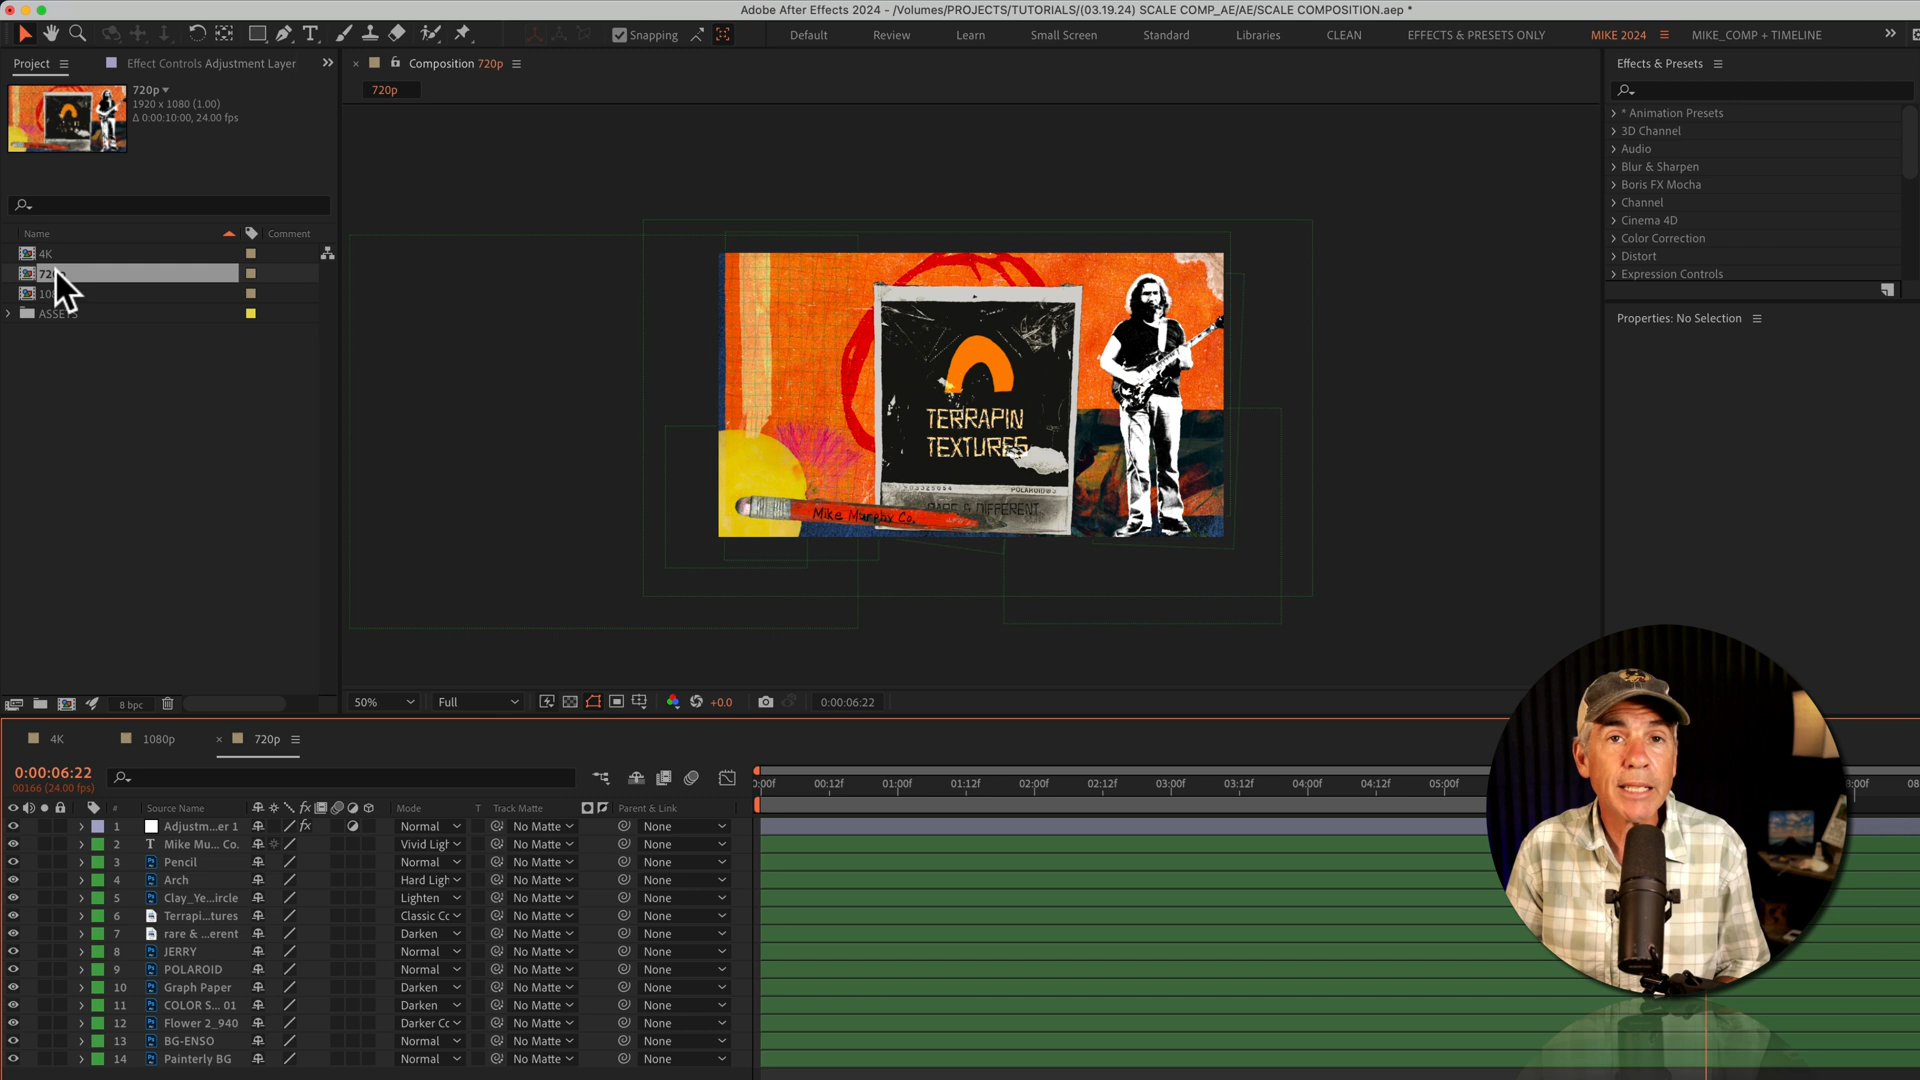 Adobe After Effects 2024 - /Volumes/PROJECTS/TUTORIALS/(03.19.24) SCALE COMP_AE/AE/SCALE COMPOSITION.aep *
Snapping
Default
Review
Learn
Small Screen
Standard
Libraries
CLEAN
EFFECTS & PRESETS ONLY
MIKE 2024
MIKE_COMP + TIMELINE
Project
Effect Controls Adjustment Layer
Composition 720p
Effects & Presets
720p
1920 x 1080 (1.00)
Δ 0:00:10:00, 24.00 fps
720p
* Animation Presets
3D Channel
Audio
Blur & Sharpen
Boris FX Mocha
Channel
Cinema 4D
Color Correction
Distort
Expression Controls
Properties: No Selection
Name
Comment
4K
ASSETS
TERRAPIN
TEXTURES
POLAROID
RARE & DIFFERENT
Mike Murphy Co.
8 bpc
50%
Full
+0.0
0:00:06:22
4K
1080p
720p
0:00:06:22
00166 (24.00 fps)
:00f 00:12f 01:00f 01:12f 02:00f 02:12f 03:00f 03:12f 04:00f 04:12f 05:00f
# Source Name Mode T Track Matte Parent & Link
1 Adjustm...er 1 fx Normal No Matte None
2 T Mike Mu... Co. Vivid Ligh No Matte None
3 Pencil Normal No Matte None
4 Arch Hard Ligh No Matte None
5 Clay_Ye...ircle Lighten No Matte None
6 Terrapi...tures Classic Co No Matte None
7 rare & ...erent Darken No Matte None
8 JERRY Normal No Matte None
9 POLAROID Normal No Matte None
10 Graph Paper Darken No Matte None
11 COLOR S... 01 Darken No Matte None
12 Flower 2_940 Darker Cc No Matte None
13 BG-ENSO Normal No Matte None
14 Painterly BG Normal No Matte None